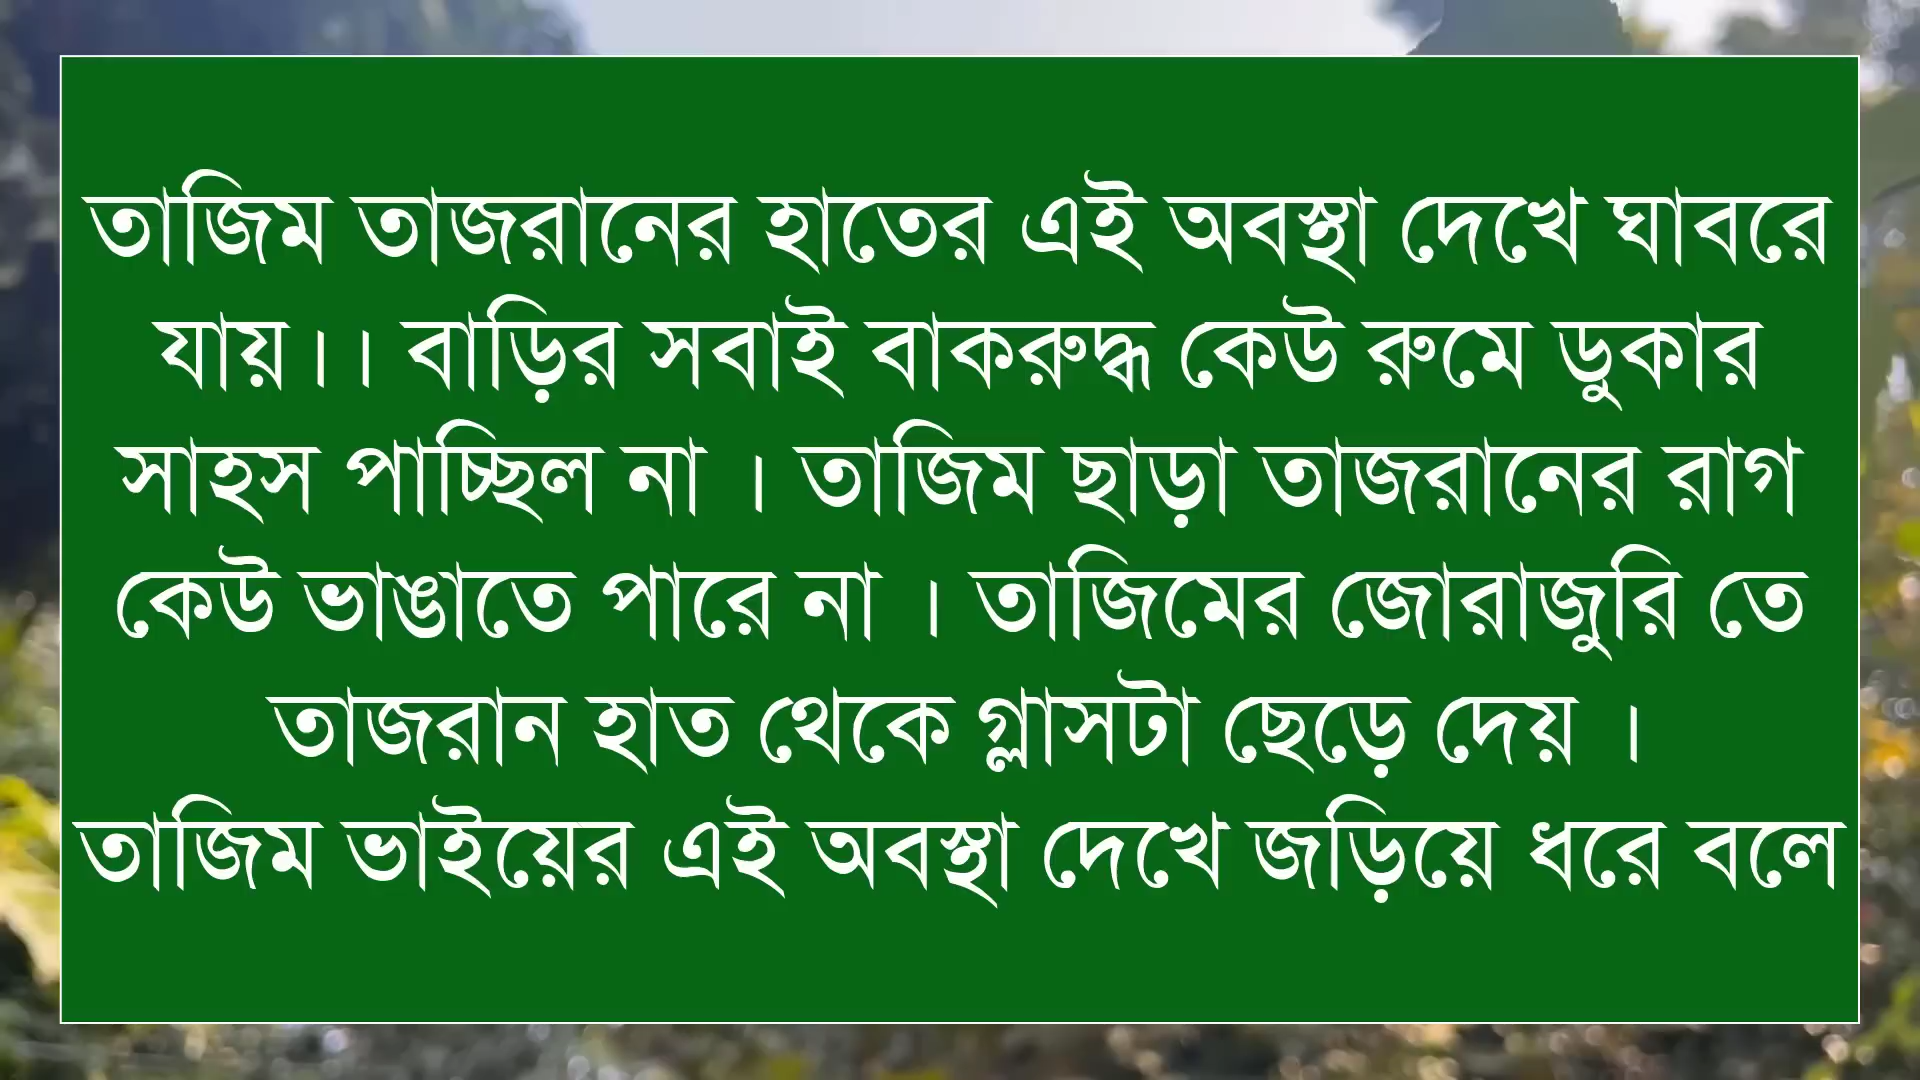 তাজিম তাজরানের হাতের এই অবস্থা দেখে ঘাবরে
যায়।। বাড়ির সবাই বাকরুদ্ধ কেউ রুমে ডুকার
সাহস পাচ্ছিল না । তাজিম ছাড়া তাজরানের রাগ
কেউ ভাঙাতে পারে না । তাজিমের জোরাজুরি তে
তাজরান হাত থেকে গ্লাসটা ছেড়ে দেয় ।
তাজিম ভাইয়ের এই অবস্থা দেখে জড়িয়ে ধরে বলে